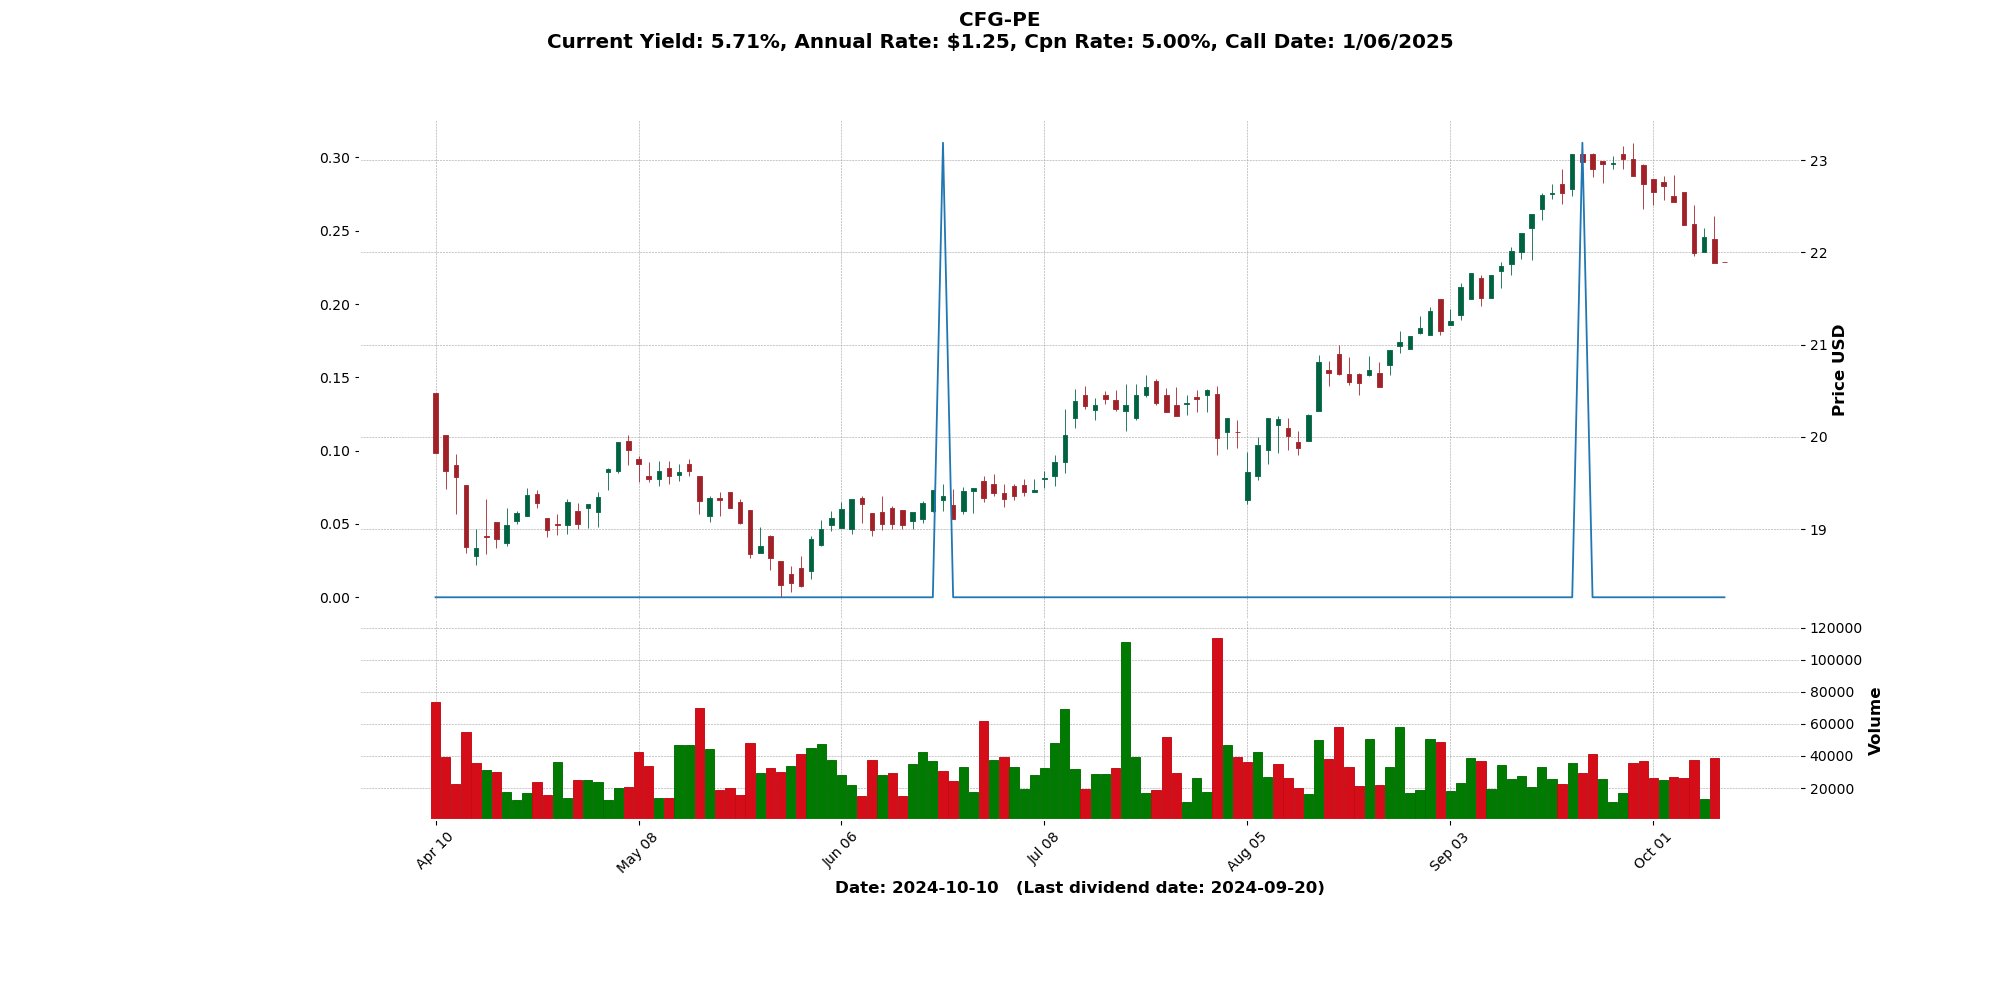 CFG-PE
Current Yield: 5.71%, Annual Rate: $1.25, Cpn Rate: 5.00%, Call Date: 1/06/2025
0.30
0.25
0.20
0.15
0.10
0.05
0.00
23
22
21
20
19
Price USD
120000
100000
80000
60000
40000
20000
Volume
Apr 10
May 08
Jun 06
Jul 08
Aug 05
Sep 03
Oct 01
Date: 2024-10-10 (Last dividend date: 2024-09-20)